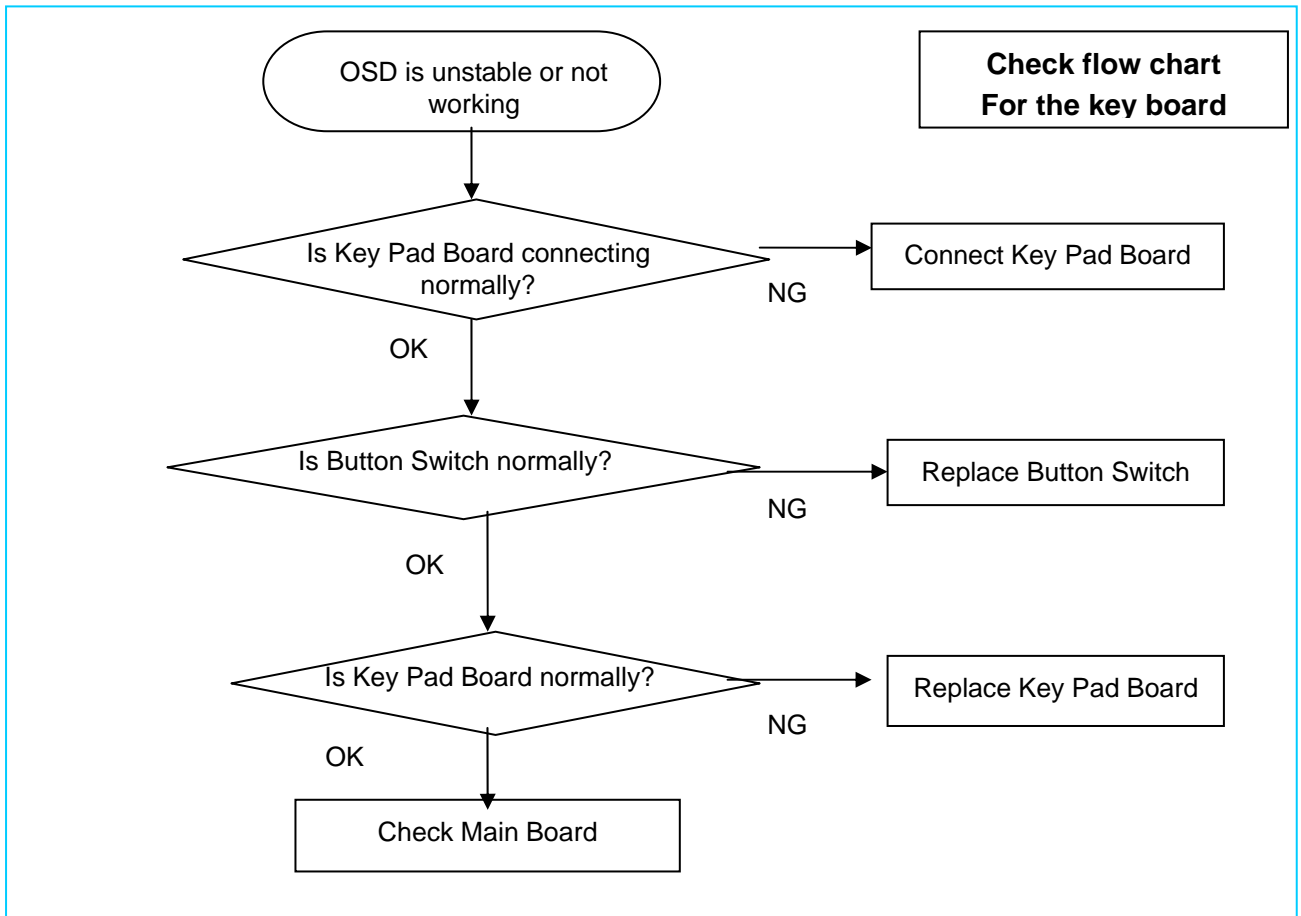 OSD is unstable or not
working
Check flow chart
For the key board
Is Key Pad Board connecting
normally?
NG
Connect Key Pad Board
OK
Is Button Switch normally?
NG
Replace Button Switch
OK
Is Key Pad Board normally?
NG
Replace Key Pad Board
OK
Check Main Board